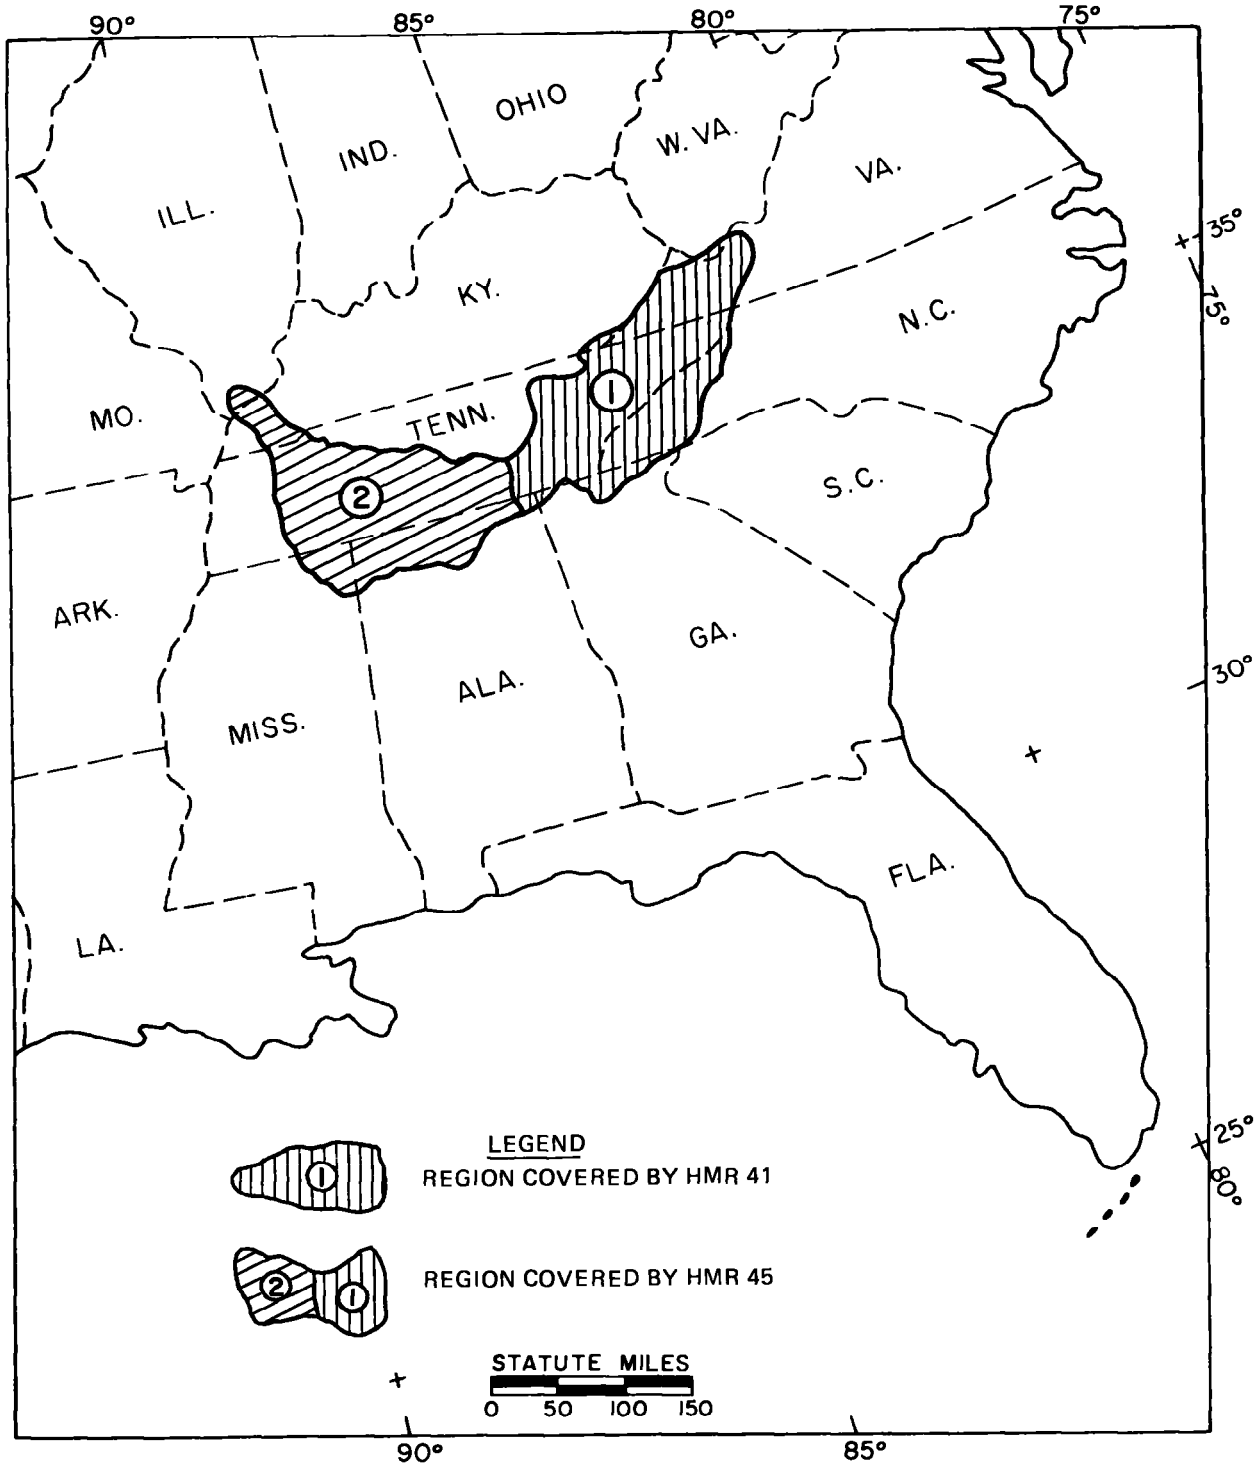 90° 85° 80° 75°
OHIO
W. VA.
IND.
VA.
ILL.
35°
75°
KY.
N.C.
1
MO.
TENN.
S.C.
2
ARK.
GA.
30°
ALA.
MISS.
FLA.
LA.
25°
80°
LEGEND
1 REGION COVERED BY HMR 41
2 1 REGION COVERED BY HMR 45
STATUTE MILES
0 50 100 150
90° 85°